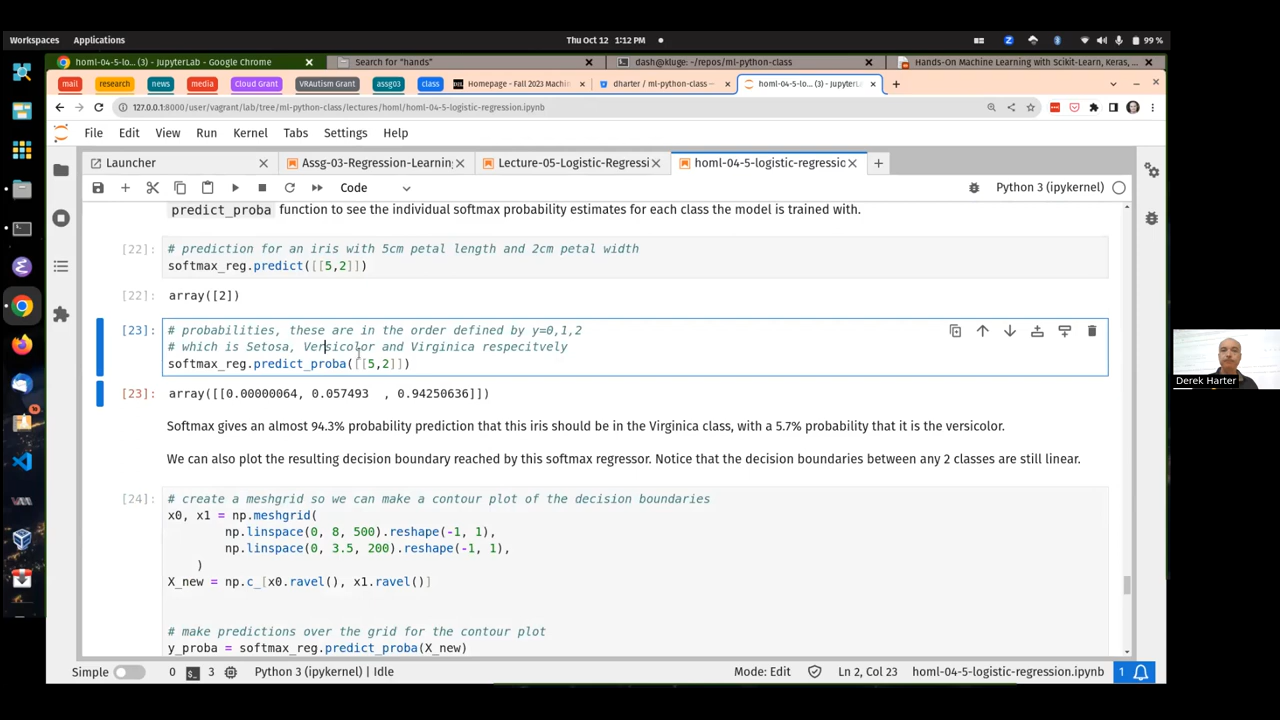 Workspaces Applications Thu Oct 12 1:12 PM 99 %
homl-04-5-lo... (3) - JupyterLab - Google Chrome Search for "hands" dash@kluge: ~/repos/ml-python-class Hands-On Machine Learning with Scikit-Learn, Keras, ...
mail research news media Cloud Grant VRAutism Grant assg03 class Homepage - Fall 2023 Machin dharter / ml-python-class — homl-04-5-lo... (3) - JupyterL
127.0.0.1:8000/user/vagrant/lab/tree/ml-python-class/lectures/homl/homl-04-5-logistic-regression.ipynb
File Edit View Run Kernel Tabs Settings Help
Launcher Assg-03-Regression-Learnin Lecture-05-Logistic-Regressi homl-04-5-logistic-regressic
Code Python 3 (ipykernel)
predict_proba function to see the individual softmax probability estimates for each class the model is trained with.
[22]: # prediction for an iris with 5cm petal length and 2cm petal width
softmax_reg.predict([[5,2]])
[22]: array([2])
[23]: # probabilities, these are in the order defined by y=0,1,2
# which is Setosa, Versicolor and Virginica respecitvely
softmax_reg.predict_proba([[5,2]])
[23]: array([[0.00000064, 0.057493 , 0.94250636]])
Softmax gives an almost 94.3% probability prediction that this iris should be in the Virginica class, with a 5.7% probability that it is the versicolor.
We can also plot the resulting decision boundary reached by this softmax regressor. Notice that the decision boundaries between any 2 classes are still linear.
[24]: # create a meshgrid so we can make a contour plot of the decision boundaries
x0, x1 = np.meshgrid(
np.linspace(0, 8, 500).reshape(-1, 1),
np.linspace(0, 3.5, 200).reshape(-1, 1),
)
X_new = np.c_[x0.ravel(), x1.ravel()]
# make predictions over the grid for the contour plot
y_proba = softmax_reg.predict_proba(X_new)
Simple 0 3 Python 3 (ipykernel) | Idle Mode: Edit Ln 2, Col 23 homl-04-5-logistic-regression.ipynb 1
Derek Harter